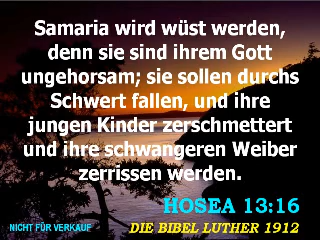 Samaria wird wüst werden,
denn sie sind ihrem Gott
ungehorsam; sie sollen durchs
Schwert fallen, und ihre
jungen Kinder zerschmettert
und ihre schwangeren Weiber
zerrissen werden.
HOSEA 13:16
NICHT FÜR VERKAUF
DIE BIBEL LUTHER 1912